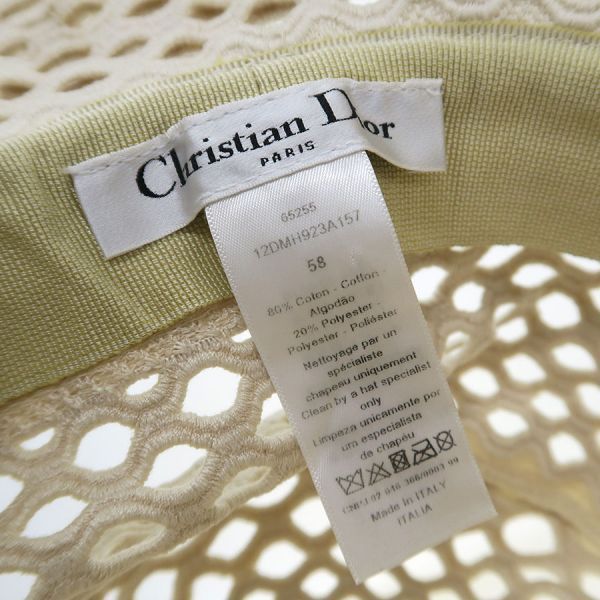 Christian Dior
PARIS
65255
12DMH923A157
58
80% Coton - Cotton -
Algodão
20% Polyester -
Polyester - Poliéster
Nettoyage par un
spécialiste
chapeau uniquement
Clean by a hat specialist
only
Limpeza unicamente por
um especialista
de chapéu
Made in ITALY
ITALIA